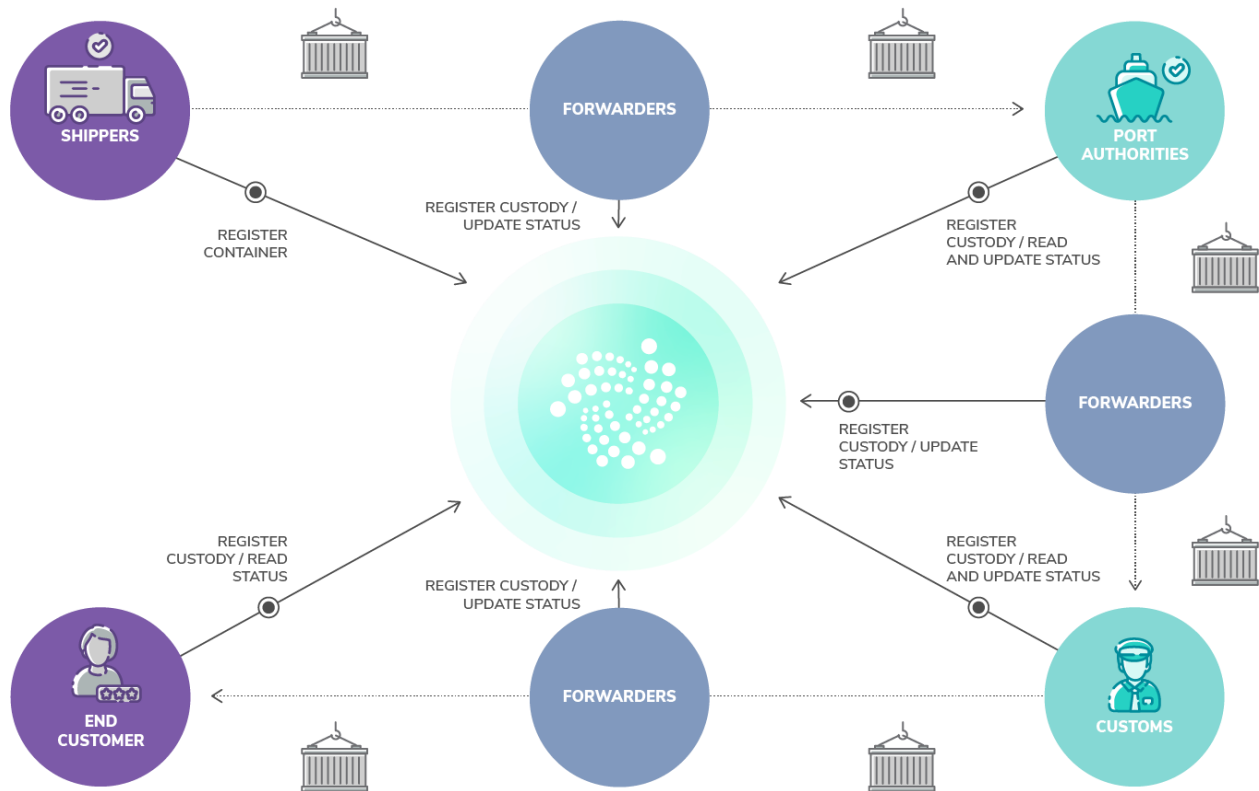 SHIPPERS
FORWARDERS
PORT
AUTHORITIES
REGISTER
CONTAINER
REGISTER CUSTODY /
UPDATE STATUS
REGISTER
CUSTODY / READ
AND UPDATE STATUS
FORWARDERS
REGISTER
CUSTODY / UPDATE
STATUS
REGISTER
CUSTODY / READ
STATUS
REGISTER CUSTODY /
UPDATE STATUS
REGISTER
CUSTODY / READ
AND UPDATE STATUS
END
CUSTOMER
FORWARDERS
CUSTOMS